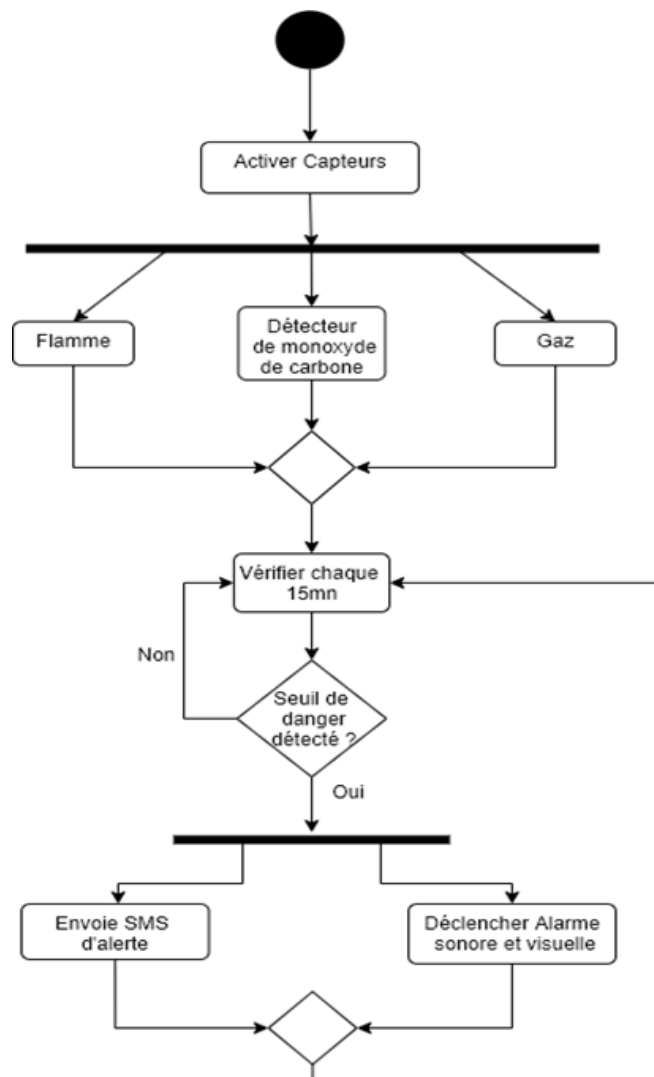 Activer Capteurs
Flamme
Détecteur
de monoxyde
de carbone
Gaz
Vérifier chaque
15mn
Non
Seuil de
danger
détecté ?
Oui
Envoie SMS
d'alerte
Déclencher Alarme
sonore et visuelle